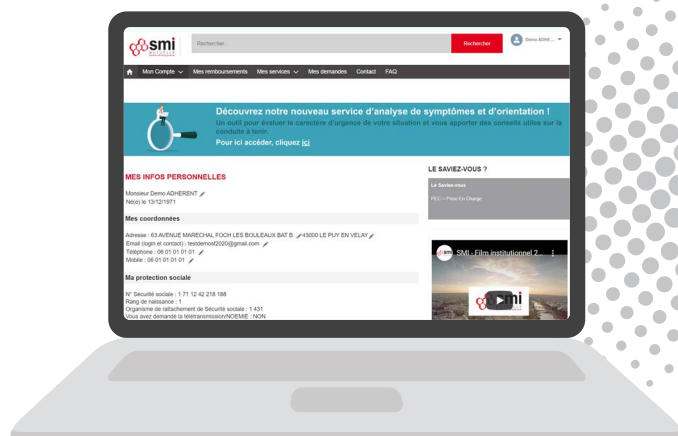 smi
Rechercher...
Rechercher
Demo ADHE...
Mon Compte
Mes remboursements
Mes services
Mes demandes
Contact
FAQ
Découvrez notre nouveau service d'analyse de symptômes et d'orientation !
Un outil pour évaluer le caractère d'urgence de votre situation et vous apporter des conseils utiles sur la
conduite à tenir.
Pour ici accéder, cliquez ici
MES INFOS PERSONNELLES
Monsieur Demo ADHERENT
Né(e) le 13/12/1971
Mes coordonnées
Adresse : 63 AVENUE MARECHAL FOCH LES BOULEAUX BAT B 43000 LE PUY EN VELAY
Email (login et contact) : testdemosf2020@gmail.com
Téléphone : 06 01 01 01 01
Mobile : 06 01 01 01 01
Ma protection sociale
N° Sécurité sociale : 1 71 12 42 218 188
Rang de naissance : 1
Organisme de rattachement de Sécurité sociale : 1 431
Vous avez demandé la télétransmission/NOEMIE : NON
LE SAVIEZ-VOUS ?
Le Saviez-vous
PEC – Prise En Charge
smi
SMI - Film institutionnel 2...
smi